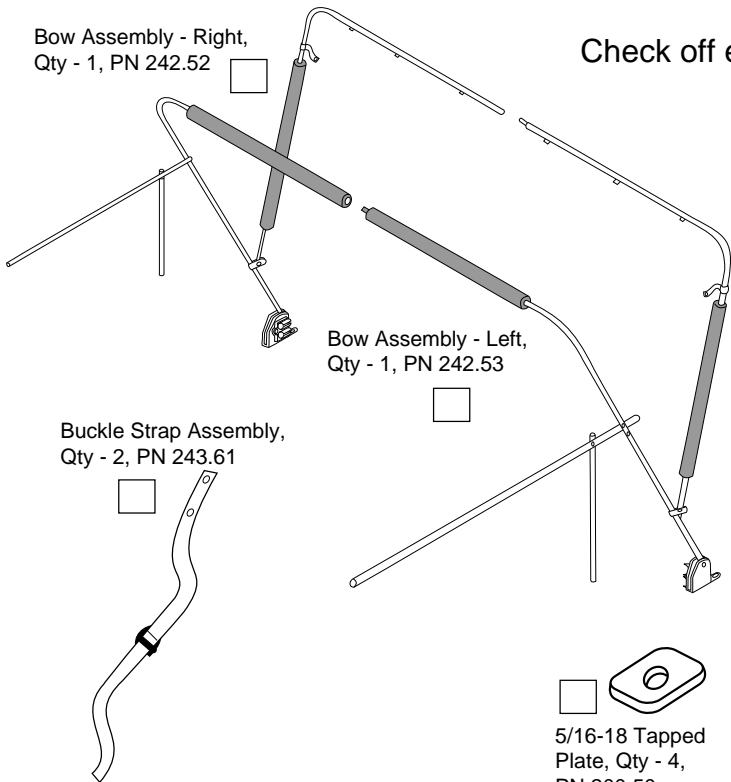 Bow Assembly - Right,
Qty - 1, PN 242.52
Check off
Bow Assembly - Left,
Qty - 1, PN 242.53
Buckle Strap Assembly,
Qty - 2, PN 243.61
5/16-18 Tapped
Plate, Qty - 4,